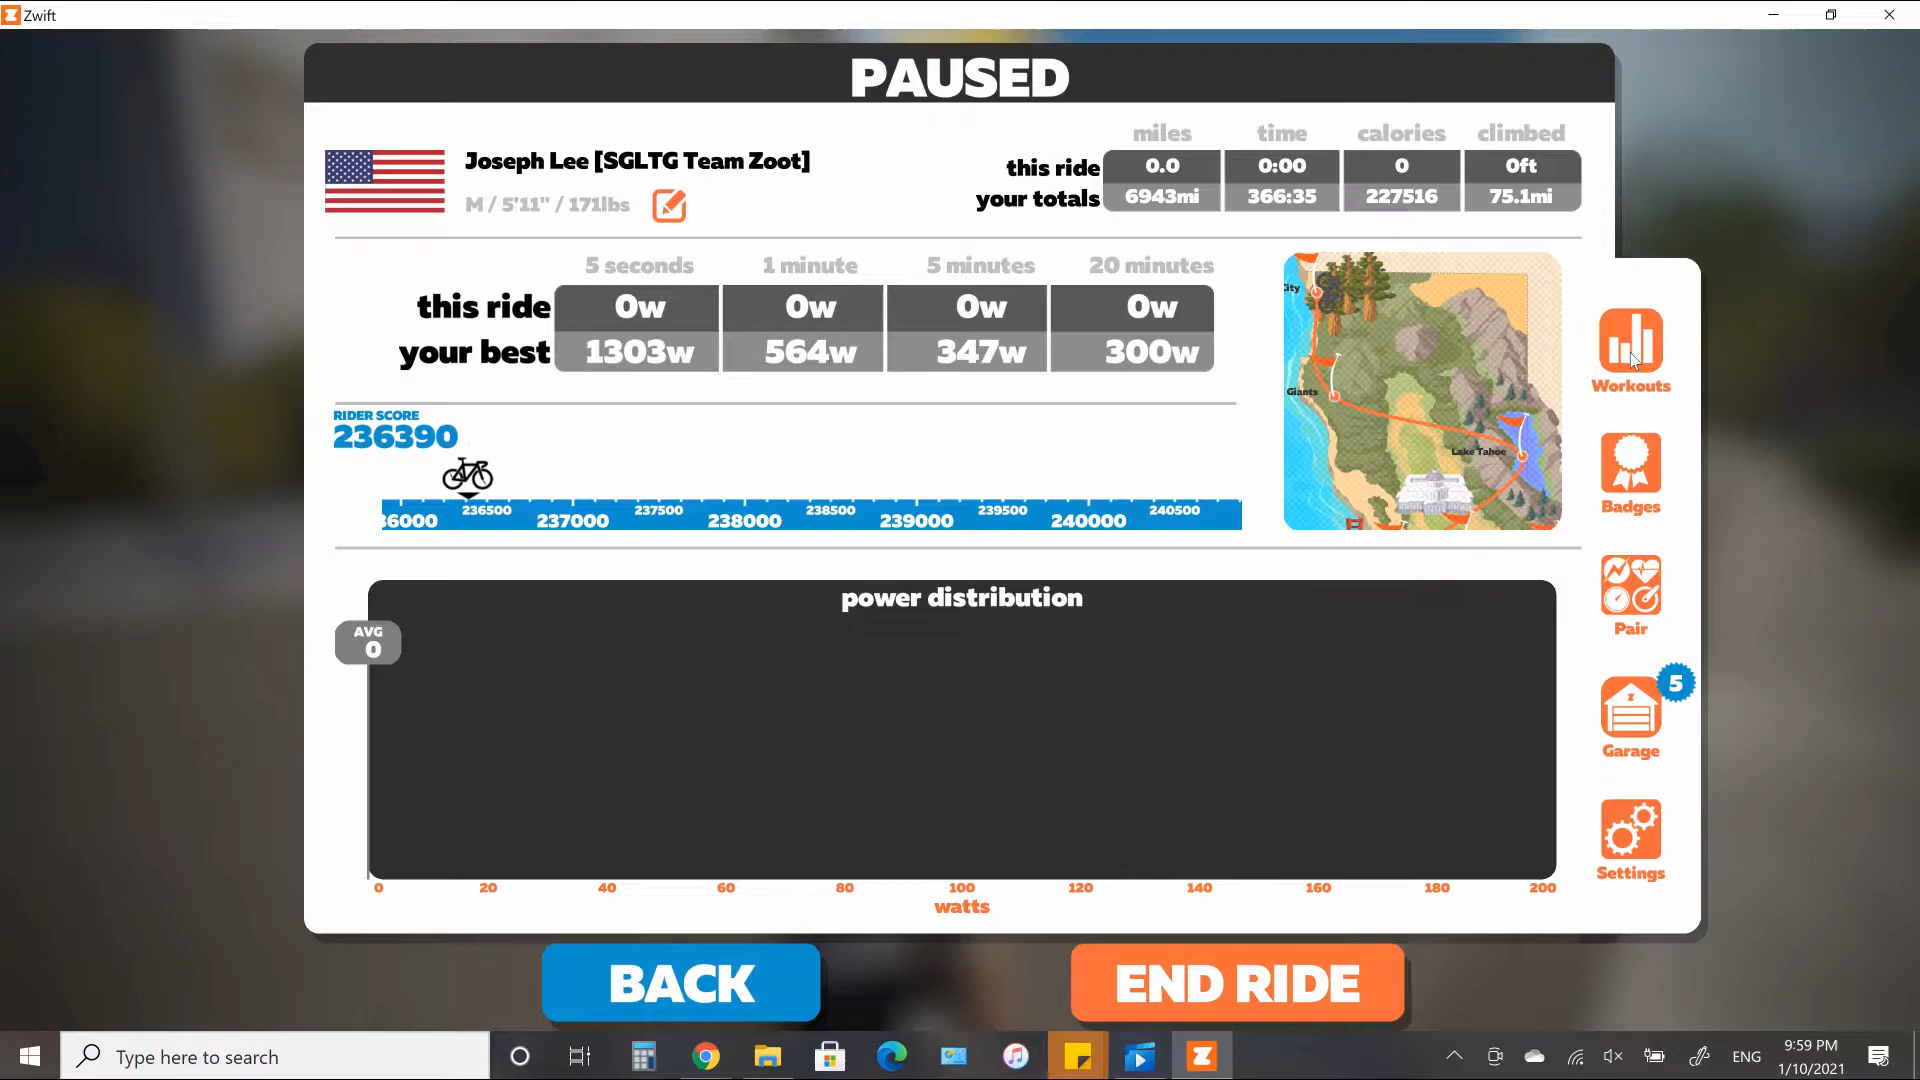 Zwift
PAUSED
miles time calories climbed
Joseph Lee [SGLTG Team Zoot]
M / 5'11" / 171lbs
this ride 0.0 0:00 0 0ft
your totals 6943mi 366:35 227516 75.1mi
5 seconds 1 minute 5 minutes 20 minutes
this ride 0w 0w 0w 0w
your best 1303w 564w 347w 300w
City
Giants
Lake Tahoe
RIDER SCORE
236390
36000 236500 237000 237500 238000 238500 239000 239500 240000 240500
Workouts
Badges
Pair
5
Garage
Settings
power distribution
AVG
0
0 20 40 60 80 100 120 140 160 180 200
watts
BACK
END RIDE
Type here to search
ENG
9:59 PM
1/10/2021